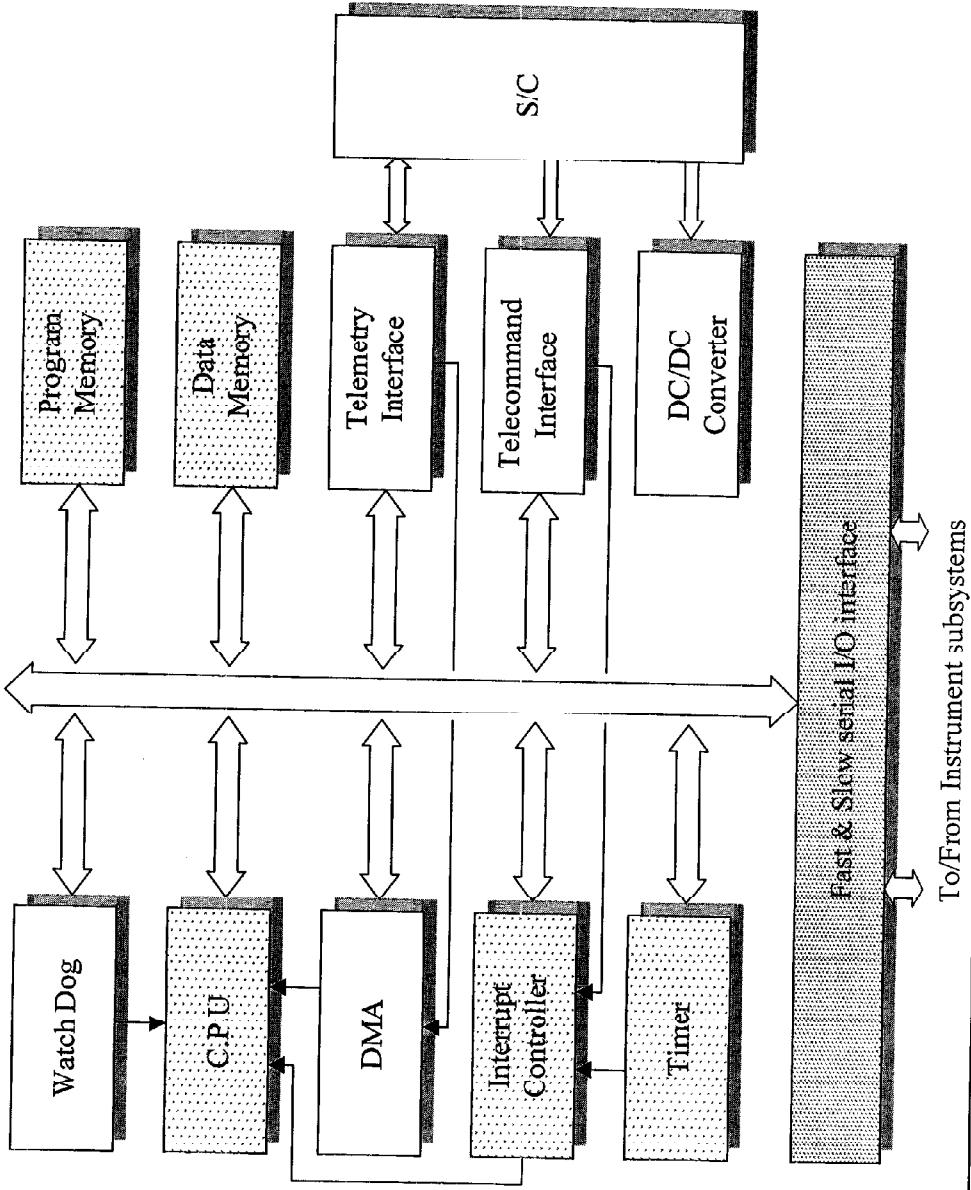 Watch Dog
C.P.U
DMA
Interrupt
Controller
Timer
Program
Memory
Data
Memory
Telemetry
Interface
Telecommand
Interface
DC/DC
Converter
S/C
Fast & Slow serial I/O interface
To/From Instrument subsystems